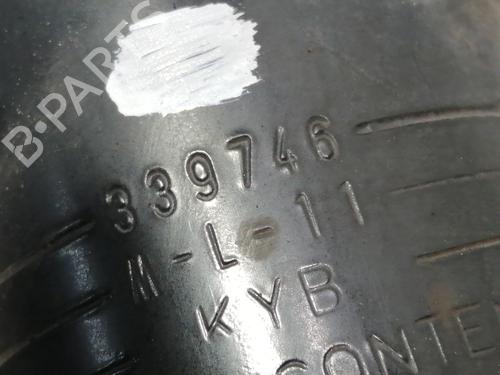 B-PARTS
339746
M-L-11
KYB
CONTE